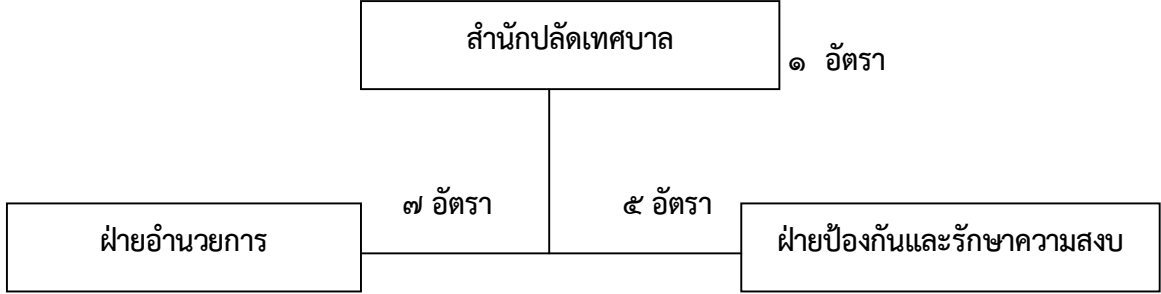 สำนักปลัดเทศบาล
๑ อัตรา
๗ อัตรา
๕ อัตรา
ฝ่ายอำนวยการ
ฝ่ายป้องกันและรักษาความสงบ